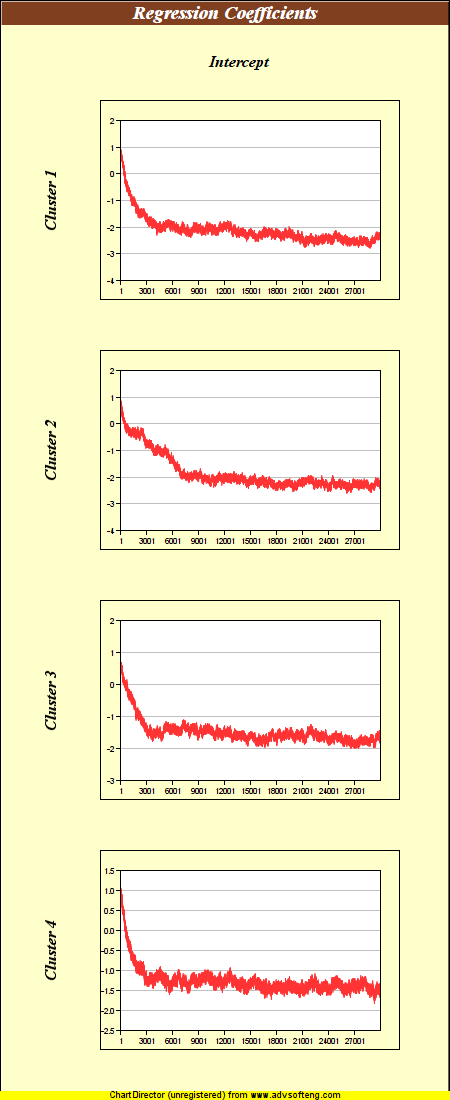 Regression Coefficients
Intercept
Cluster 1
2
1
0
-1
-2
-3
-4
1 3001 6001 9001 12001 15001 18001 21001 24001 27001
Cluster 2
2
1
0
-1
-2
-3
-4
1 3001 6001 9001 12001 15001 18001 21001 24001 27001
Cluster 3
2
1
0
-1
-2
-3
1 3001 6001 9001 12001 15001 18001 21001 24001 27001
Cluster 4
1.5
1.0
0.5
0.0
-0.5
-1.0
-1.5
-2.0
-2.5
1 3001 6001 9001 12001 15001 18001 21001 24001 27001
ChartDirector (unregistered) from www.advsofteng.com